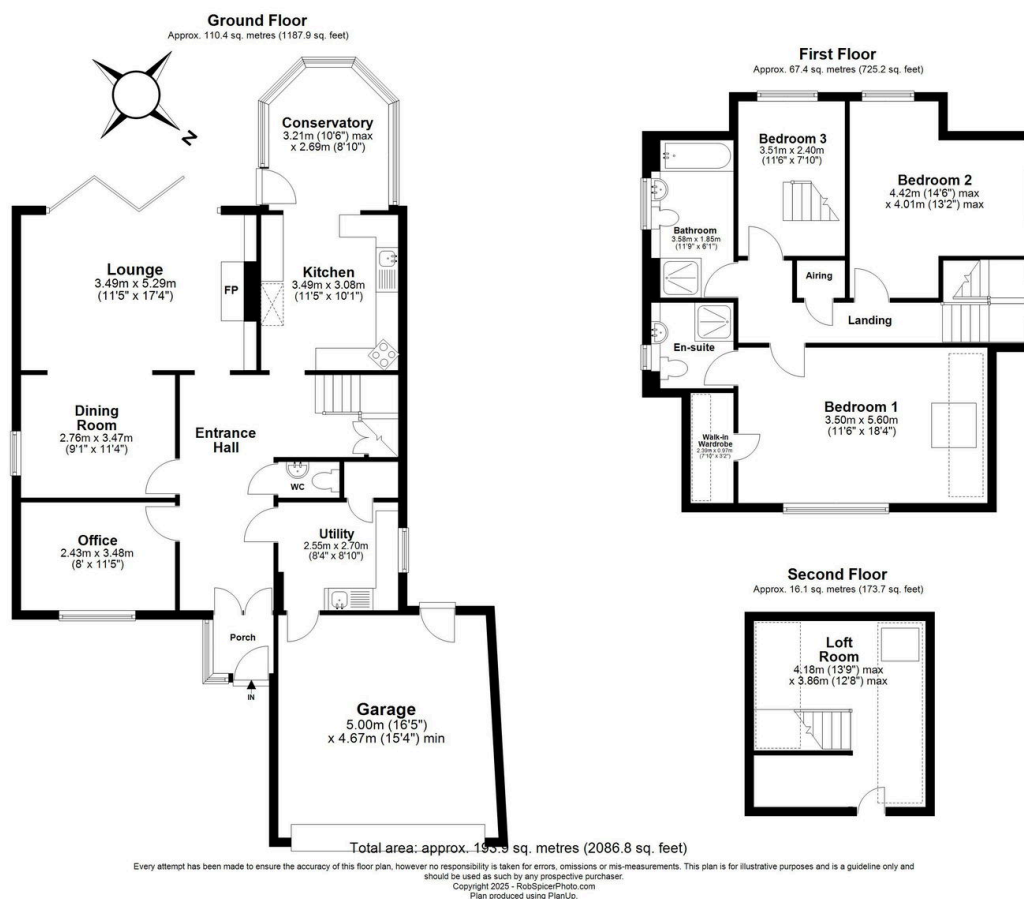 Ground Floor
Approx. 110.4 sq. metres (1187.9 sq. feet)
N
Conservatory
3.21m (10'6") max
x 2.69m (8'10")
Lounge
3.49m x 5.29m
(11'5" x 17'4")
FP
Kitchen
3.49m x 3.08m
(11'5" x 10'1")
Dining
Room
2.76m x 3.47m
(9'1" x 11'4")
Entrance
Hall
WC
Office
2.43m x 3.48m
(8' x 11'5")
Utility
2.55m x 2.70m
(8'4" x 8'10")
Porch
IN
Garage
5.00m (16'5")
x 4.67m (15'4") min
First Floor
Approx. 67.4 sq. metres (725.2 sq. feet)
Bedroom 3
3.51m x 2.40m
(11'6" x 7'10")
Bedroom 2
4.42m (14'6") max
x 4.01m (13'2") max
Bathroom
3.58m x 1.85m
(11'9" x 6'1")
Airing
Landing
En-suite
Bedroom 1
3.50m x 5.60m
(11'6" x 18'4")
Walk-in
Wardrobe
2.39m x 0.97m
(7'10" x 3'2")
Second Floor
Approx. 16.1 sq. metres (173.7 sq. feet)
Loft
Room
4.18m (13'9") max
x 3.86m (12'8") max
Total area: approx. 193.9 sq. metres (2086.8 sq. feet)
Every attempt has been made to ensure the accuracy of this floor plan, however no responsibility is taken for errors, omissions or mis-measurements. This plan is for illustrative purposes and is a guideline only and
should be used as such by any prospective purchaser.
Copyright 2025 - RobSpicerPhoto.com
Plan produced using PlanUp.